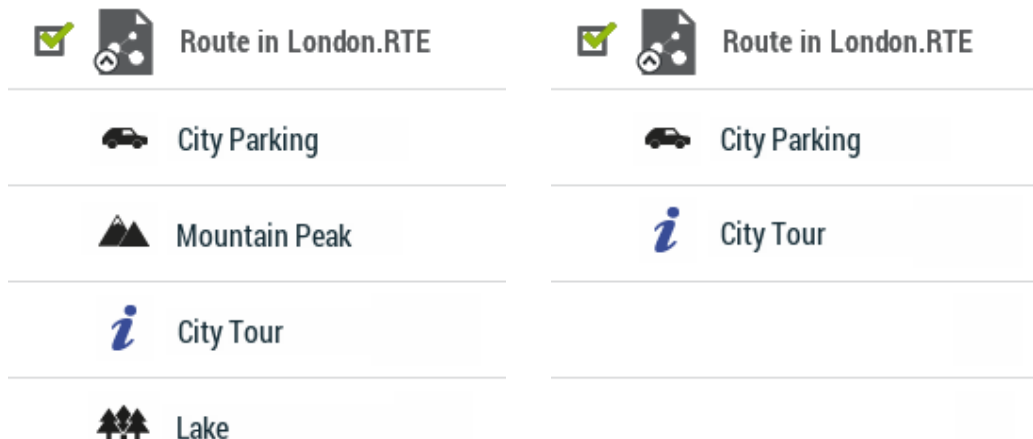 Route in London.RTE
City Parking
Mountain Peak
City Tour
Lake
Route in London.RTE
City Parking
City Tour